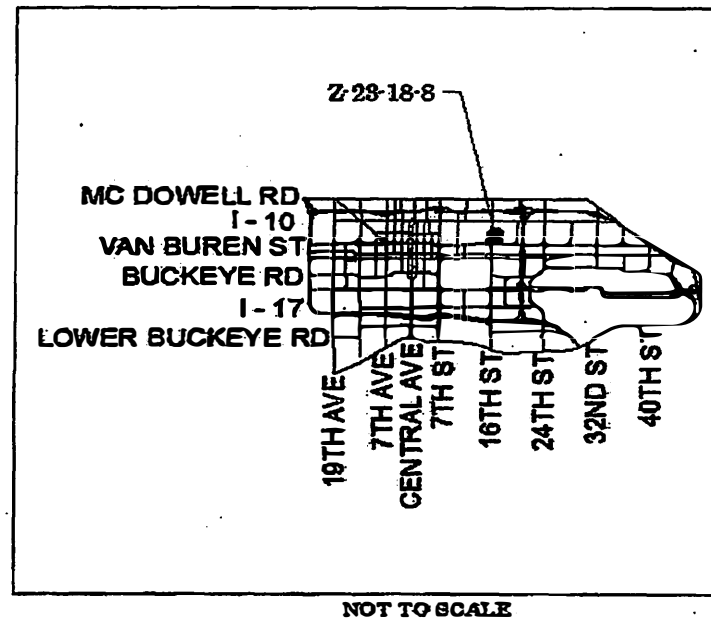 Z-23-18-8
MC DOWELL RD
I - 10
VAN BUREN ST
BUCKEYE RD
I - 17
LOWER BUCKEYE RD
19TH AVE
7TH AVE
CENTRAL AVE
7TH ST
16TH ST
24TH ST
32ND ST
40TH ST
NOT TO SCALE